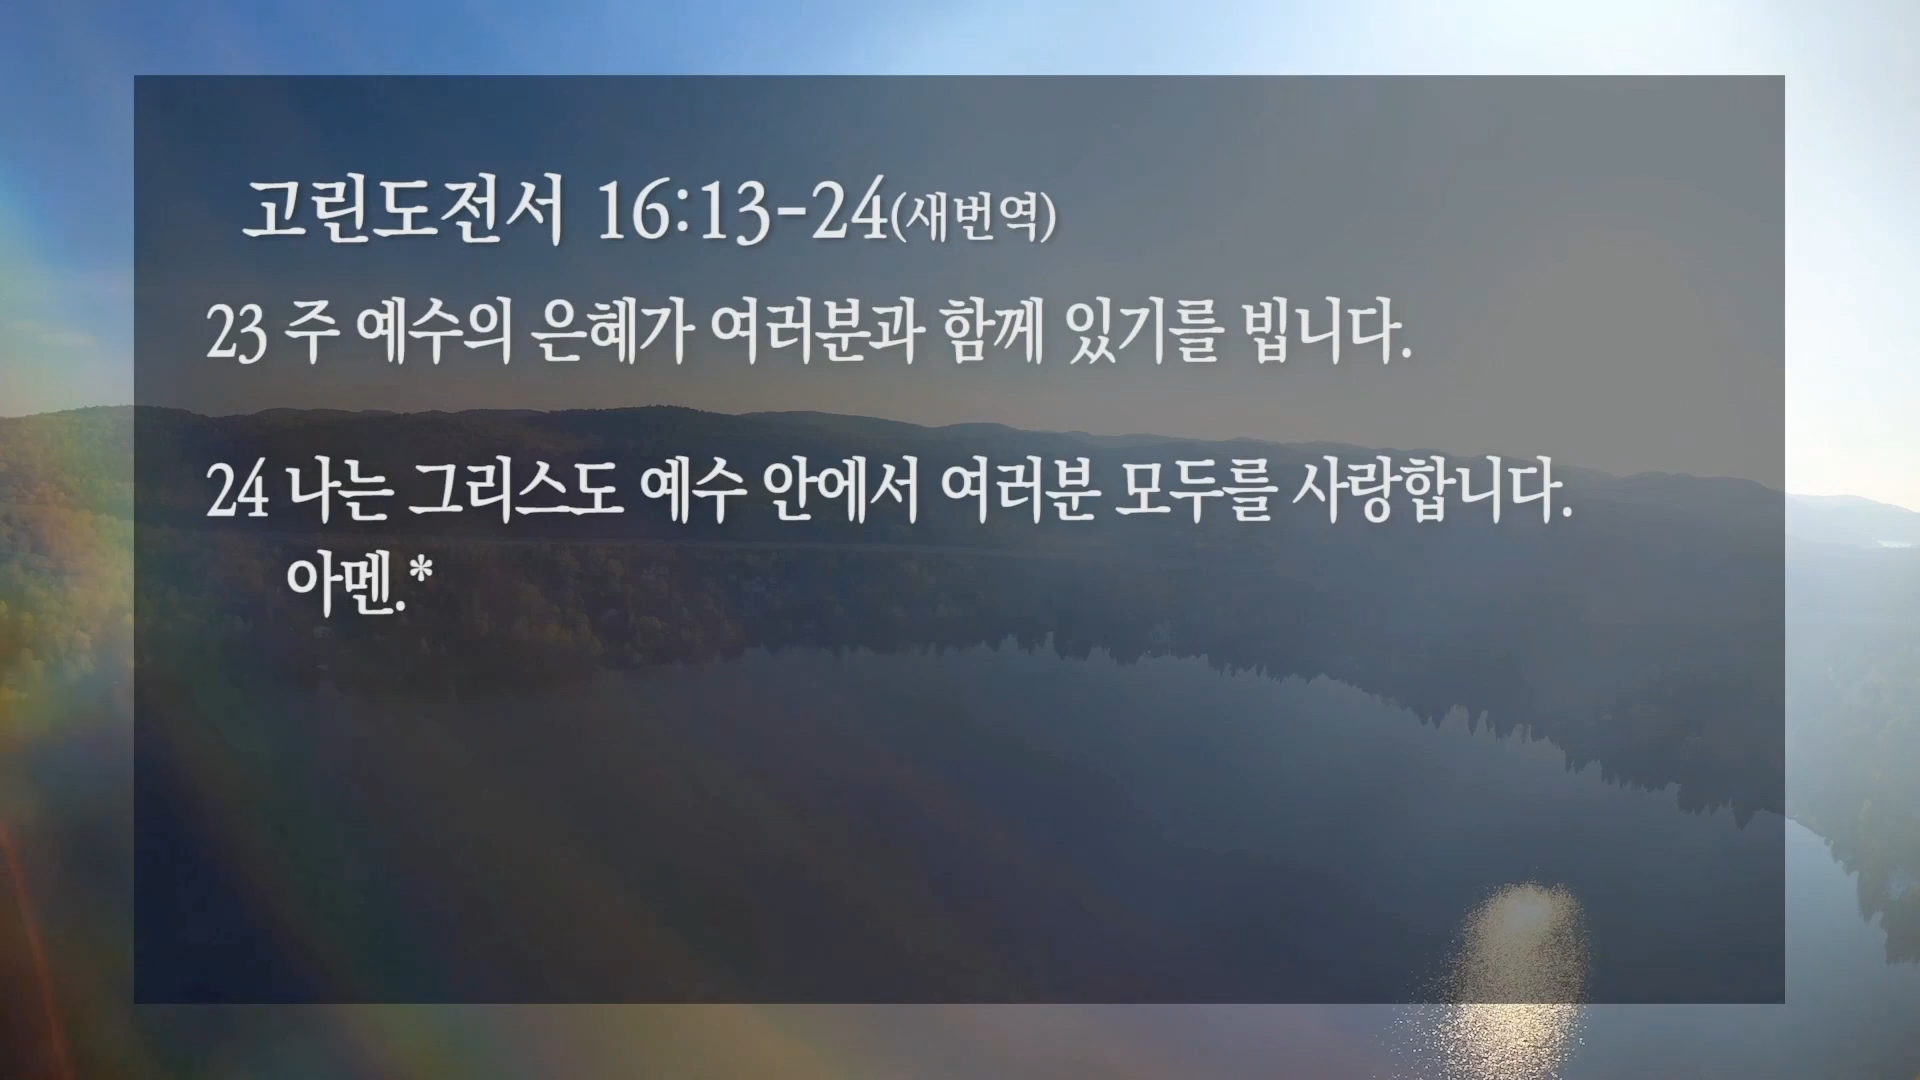 고린도전서 16:13-24(새번역)
23 주 예수의 은혜가 여러분과 함께 있기를 빕니다.
24 나는 그리스도 예수 안에서 여러분 모두를 사랑합니다.
아멘.*